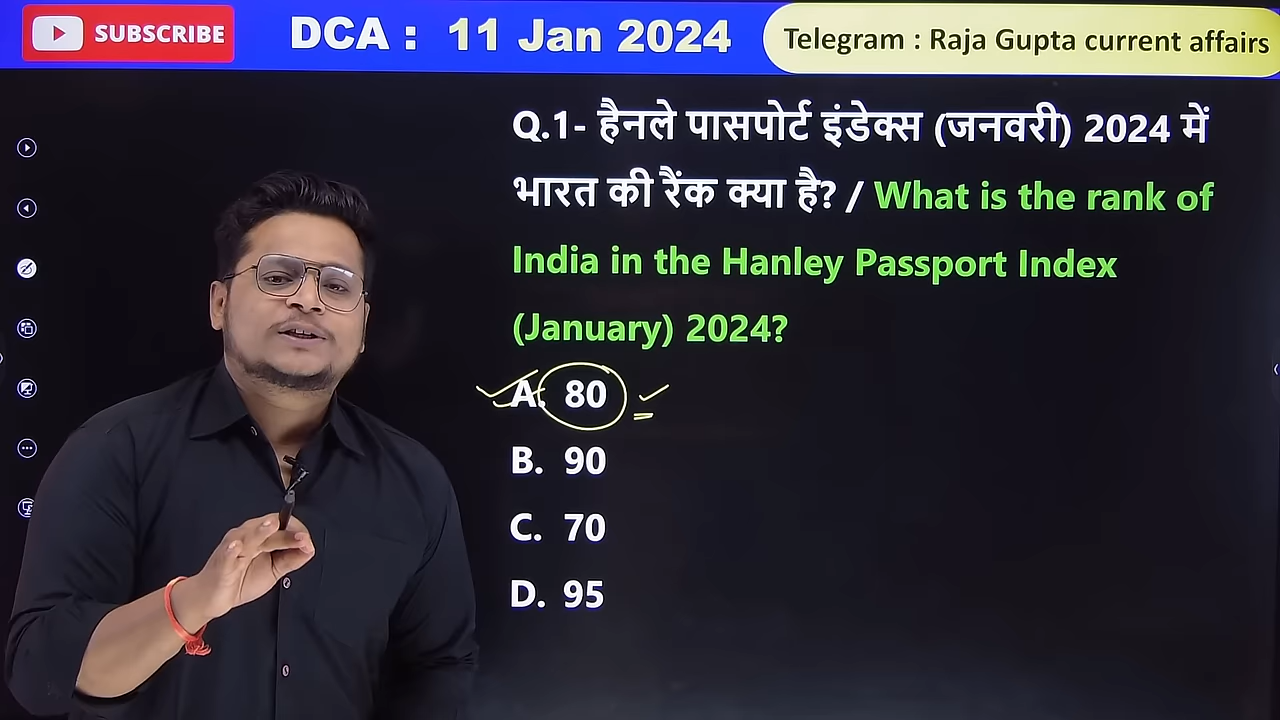 SUBSCRIBE
DCA : 11 Jan 2024
Telegram : Raja Gupta current affairs
Q.1- हैनले पासपोर्ट इंडेक्स (जनवरी) 2024 में
भारत की रैंक क्या है? / What is the rank of
India in the Hanley Passport Index
(January) 2024?
A. 80
B. 90
C. 70
D. 95